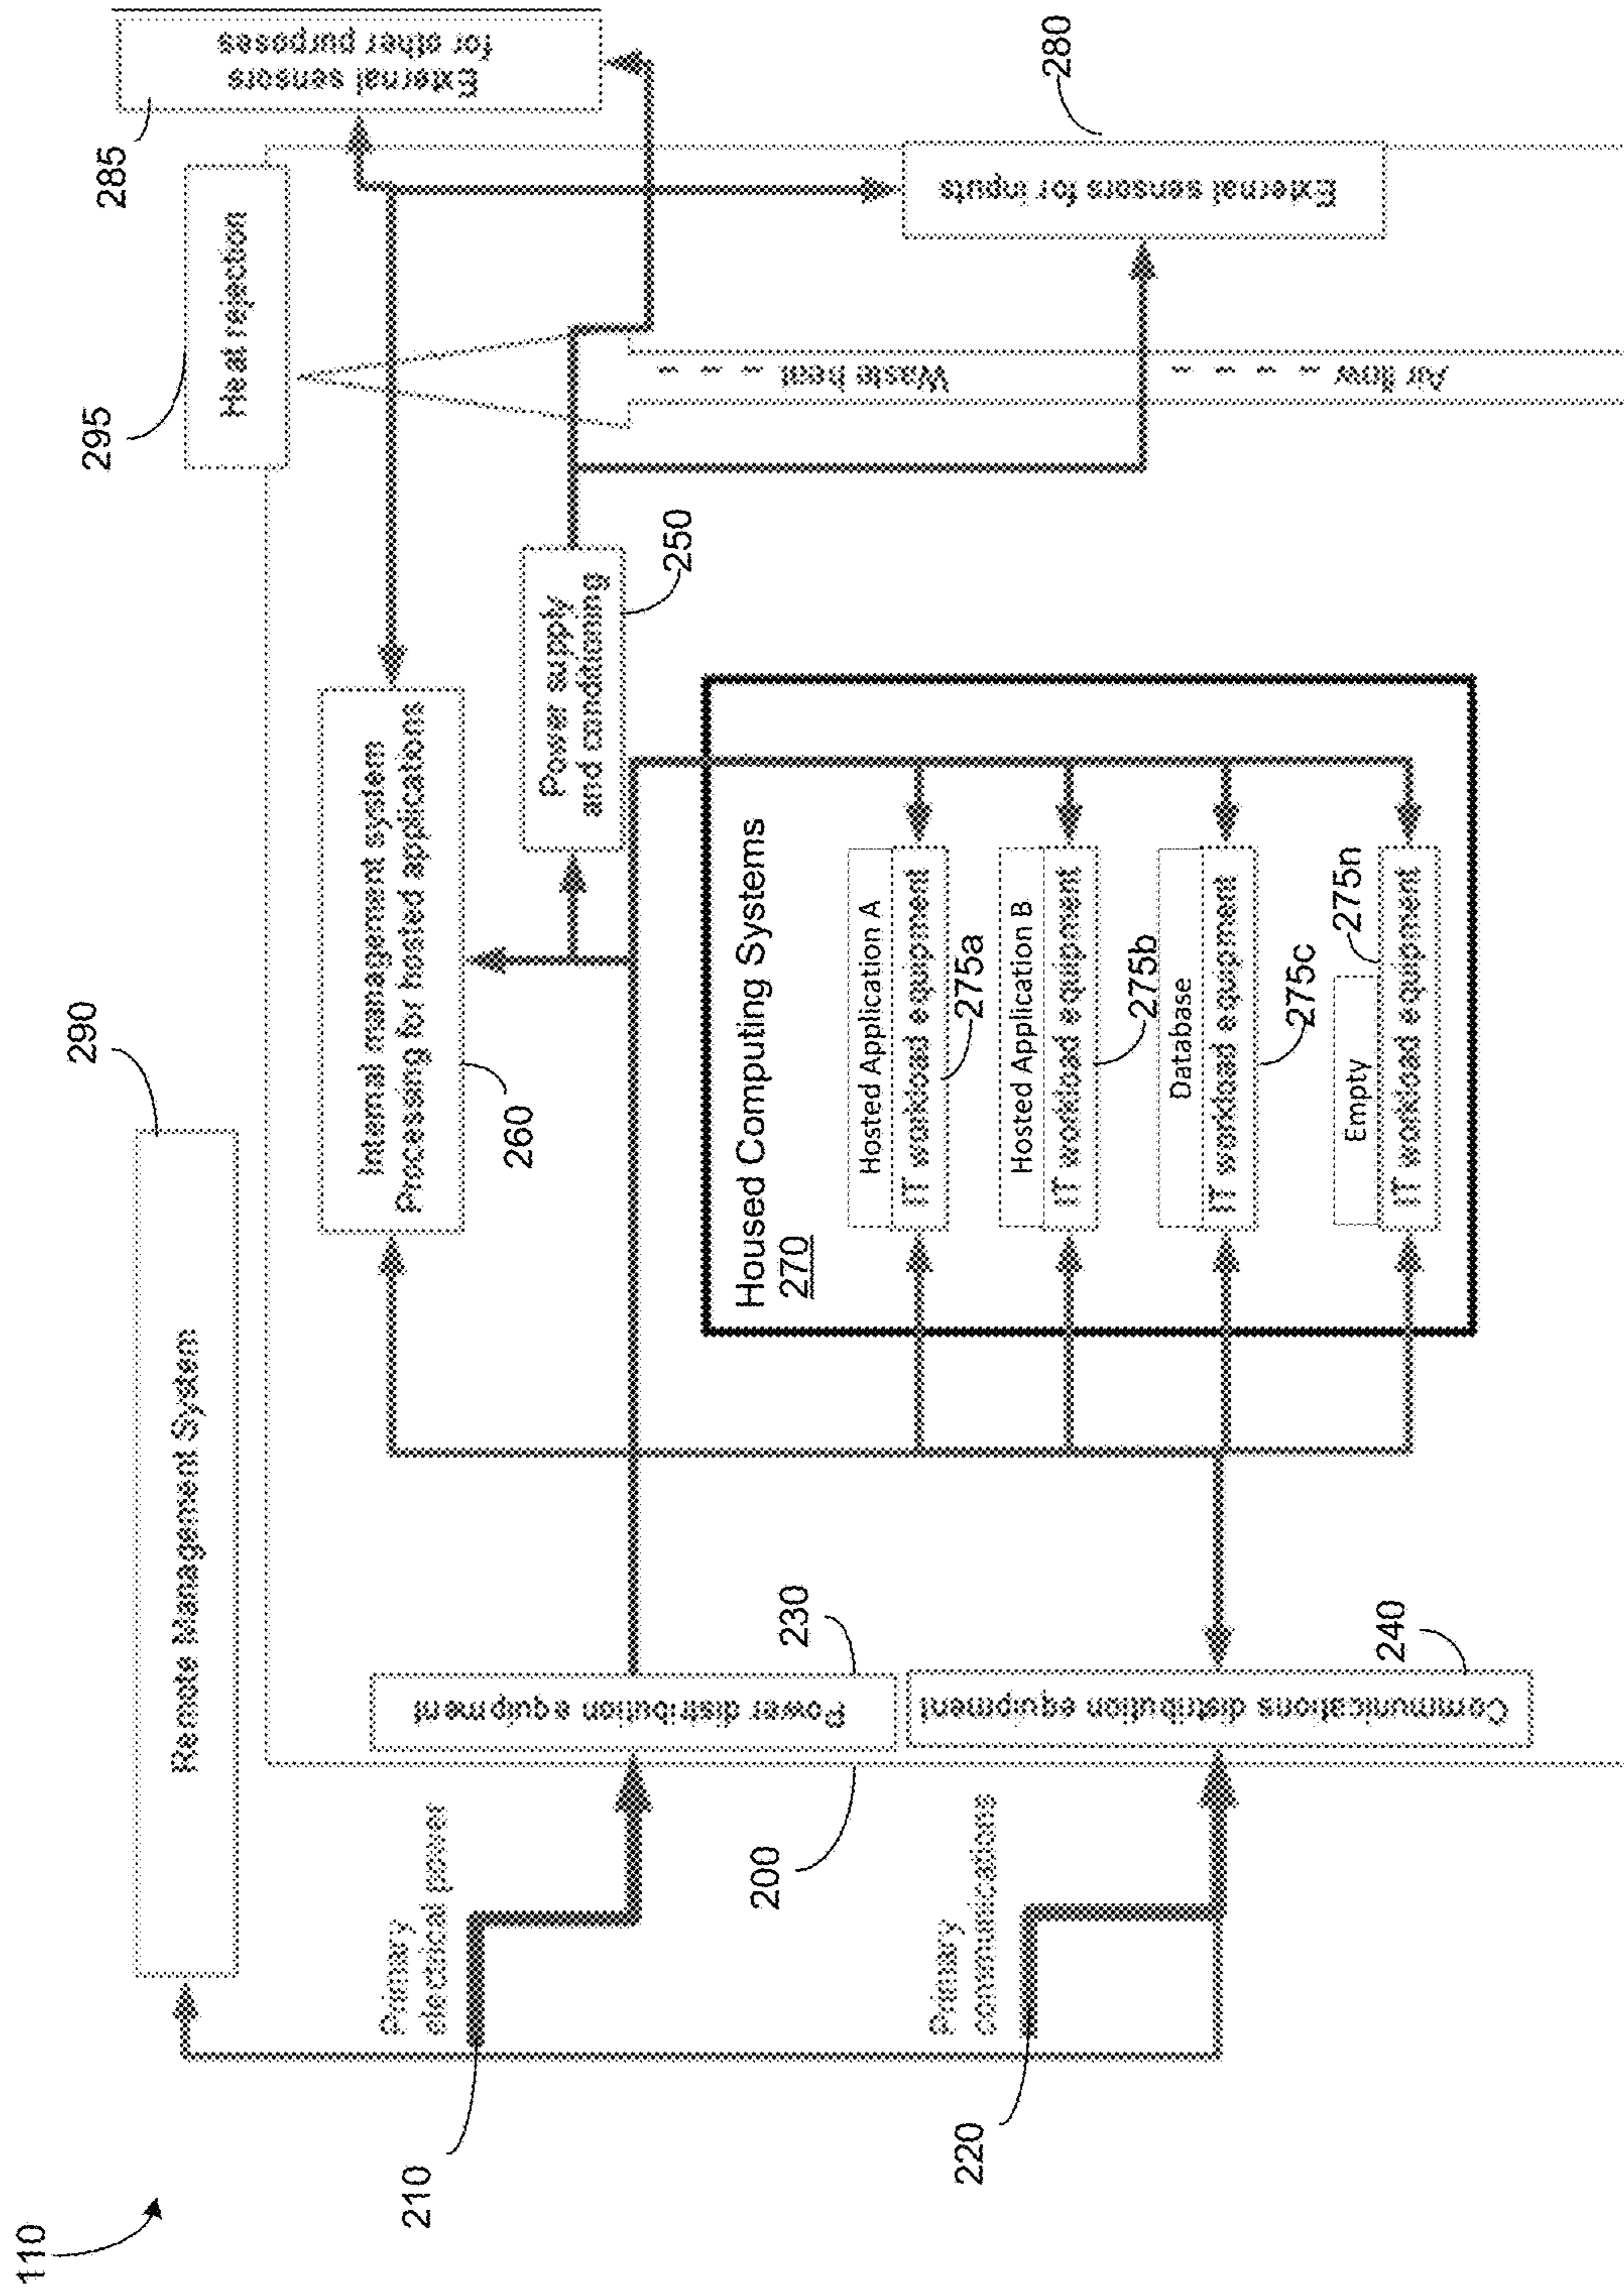 110
290
Remote Management System
295
Heat rejection
285
External sensors
for other purposes
Primary
electrical power
210
Power distribution equipment
230
200
Internal management system
Processing for hosted applications
260
Power supply
and conditioning
250
Housed Computing Systems
270
Hosted Application A
IT workload equipment
275a
Hosted Application B
IT workload equipment
275b
Database
IT workload equipment
275c
Empty
275n
IT workload equipment
Waste heat
Air flow
280
External sensors for inputs
Primary
communications
220
Communications distribution equipment
240